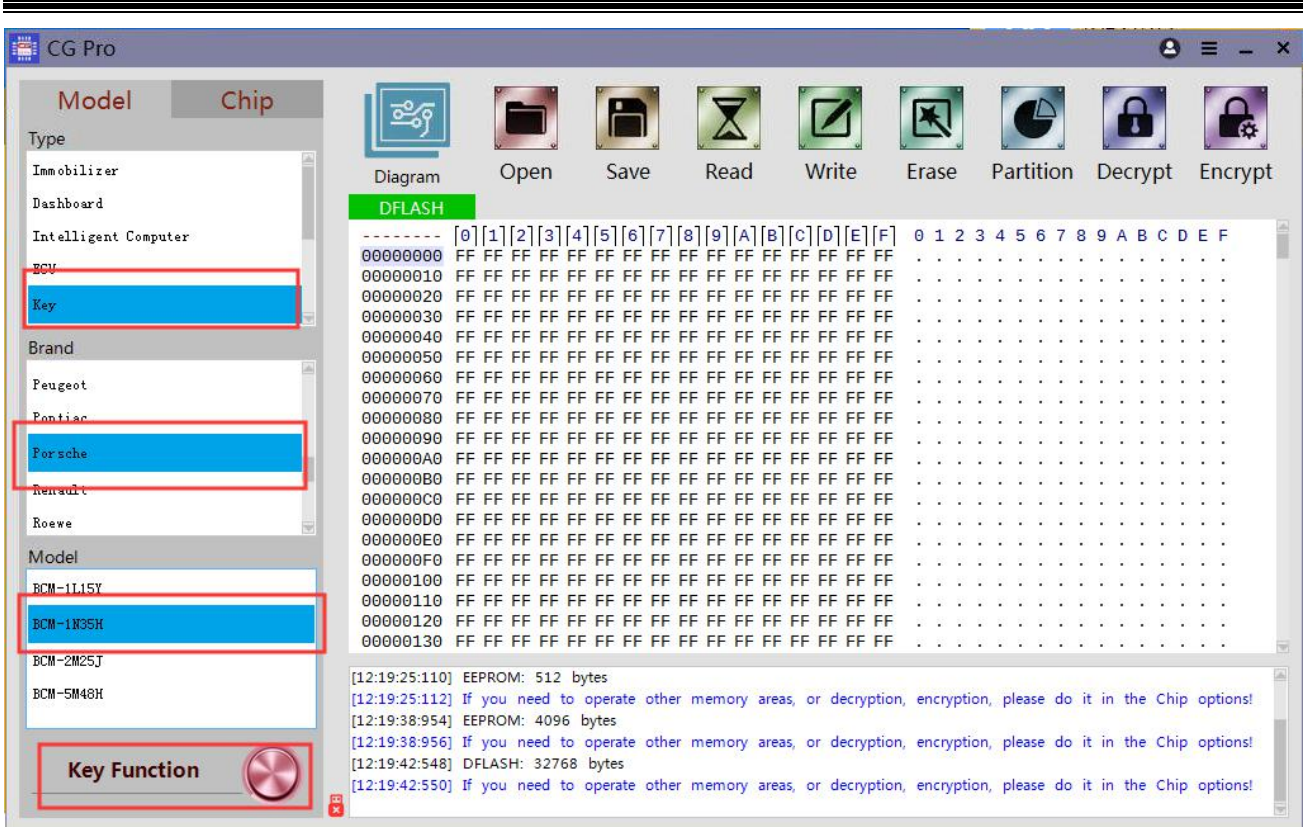 CG Pro
Model Chip
Type
Immobilizer
Dashboard
Intelligent Computer
ECU
Key
Brand
Peugeot
Pontiac
Porsche
Renault
Roewe
Model
BCM-1L15Y
BCM-1N35H
BCM-2M25J
BCM-5M48H
Key Function
Diagram Open Save Read Write Erase Partition Decrypt Encrypt
DFLASH
-------- [0][1][2][3][4][5][6][7][8][9][A][B][C][D][E][F] 0 1 2 3 4 5 6 7 8 9 A B C D E F
00000000 FF FF FF FF FF FF FF FF FF FF FF FF FF FF FF FF . . . . . . . . . . . . . . . .
00000010 FF FF FF FF FF FF FF FF FF FF FF FF FF FF FF FF . . . . . . . . . . . . . . . .
00000020 FF FF FF FF FF FF FF FF FF FF FF FF FF FF FF FF . . . . . . . . . . . . . . . .
00000030 FF FF FF FF FF FF FF FF FF FF FF FF FF FF FF FF . . . . . . . . . . . . . . . .
00000040 FF FF FF FF FF FF FF FF FF FF FF FF FF FF FF FF . . . . . . . . . . . . . . . .
00000050 FF FF FF FF FF FF FF FF FF FF FF FF FF FF FF FF . . . . . . . . . . . . . . . .
00000060 FF FF FF FF FF FF FF FF FF FF FF FF FF FF FF FF . . . . . . . . . . . . . . . .
00000070 FF FF FF FF FF FF FF FF FF FF FF FF FF FF FF FF . . . . . . . . . . . . . . . .
00000080 FF FF FF FF FF FF FF FF FF FF FF FF FF FF FF FF . . . . . . . . . . . . . . . .
00000090 FF FF FF FF FF FF FF FF FF FF FF FF FF FF FF FF . . . . . . . . . . . . . . . .
000000A0 FF FF FF FF FF FF FF FF FF FF FF FF FF FF FF FF . . . . . . . . . . . . . . . .
000000B0 FF FF FF FF FF FF FF FF FF FF FF FF FF FF FF FF . . . . . . . . . . . . . . . .
000000C0 FF FF FF FF FF FF FF FF FF FF FF FF FF FF FF FF . . . . . . . . . . . . . . . .
000000D0 FF FF FF FF FF FF FF FF FF FF FF FF FF FF FF FF . . . . . . . . . . . . . . . .
000000E0 FF FF FF FF FF FF FF FF FF FF FF FF FF FF FF FF . . . . . . . . . . . . . . . .
000000F0 FF FF FF FF FF FF FF FF FF FF FF FF FF FF FF FF . . . . . . . . . . . . . . . .
00000100 FF FF FF FF FF FF FF FF FF FF FF FF FF FF FF FF . . . . . . . . . . . . . . . .
00000110 FF FF FF FF FF FF FF FF FF FF FF FF FF FF FF FF . . . . . . . . . . . . . . . .
00000120 FF FF FF FF FF FF FF FF FF FF FF FF FF FF FF FF . . . . . . . . . . . . . . . .
00000130 FF FF FF FF FF FF FF FF FF FF FF FF FF FF FF FF . . . . . . . . . . . . . . . .
[12:19:25:110] EEPROM: 512 bytes
[12:19:25:112] If you need to operate other memory areas, or decryption, encryption, please do it in the Chip options!
[12:19:38:954] EEPROM: 4096 bytes
[12:19:38:956] If you need to operate other memory areas, or decryption, encryption, please do it in the Chip options!
[12:19:42:548] DFLASH: 32768 bytes
[12:19:42:550] If you need to operate other memory areas, or decryption, encryption, please do it in the Chip options!